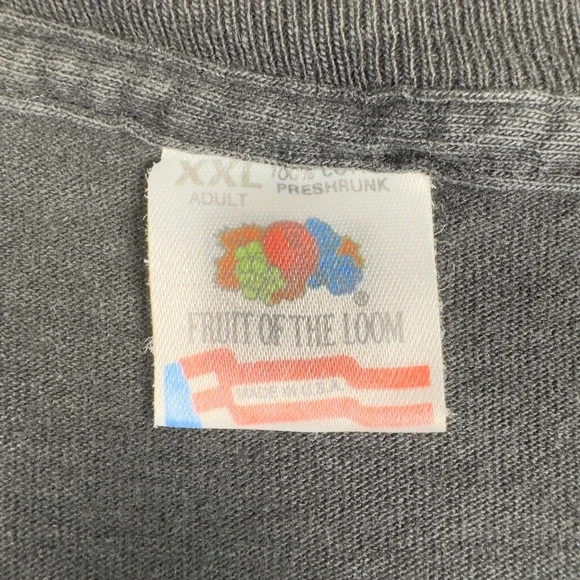 XXL 100%
ADULT PRESHRUNK
®
FRUIT OF THE LOOM
MADE IN U.S.A.